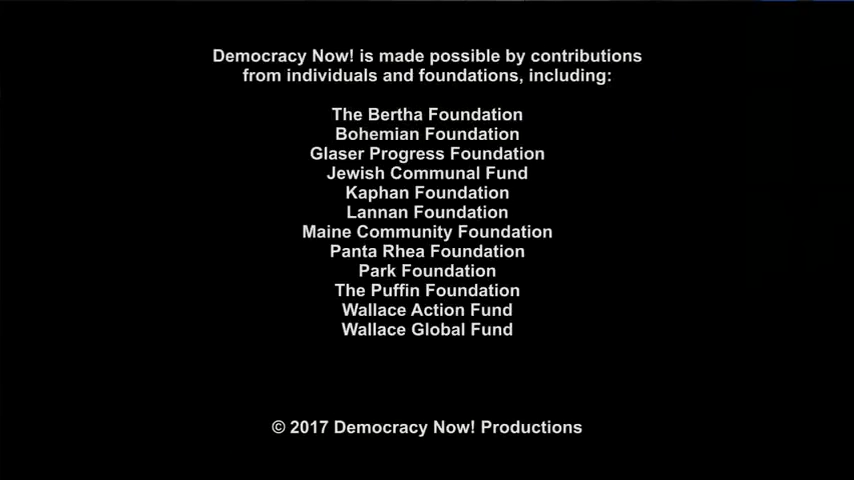 Democracy Now! is made possible by contributions
from individuals and foundations, including:
The Bertha Foundation
Bohemian Foundation
Glaser Progress Foundation
Jewish Communal Fund
Kaphan Foundation
Lannan Foundation
Maine Community Foundation
Panta Rhea Foundation
Park Foundation
The Puffin Foundation
Wallace Action Fund
Wallace Global Fund
© 2017 Democracy Now! Productions